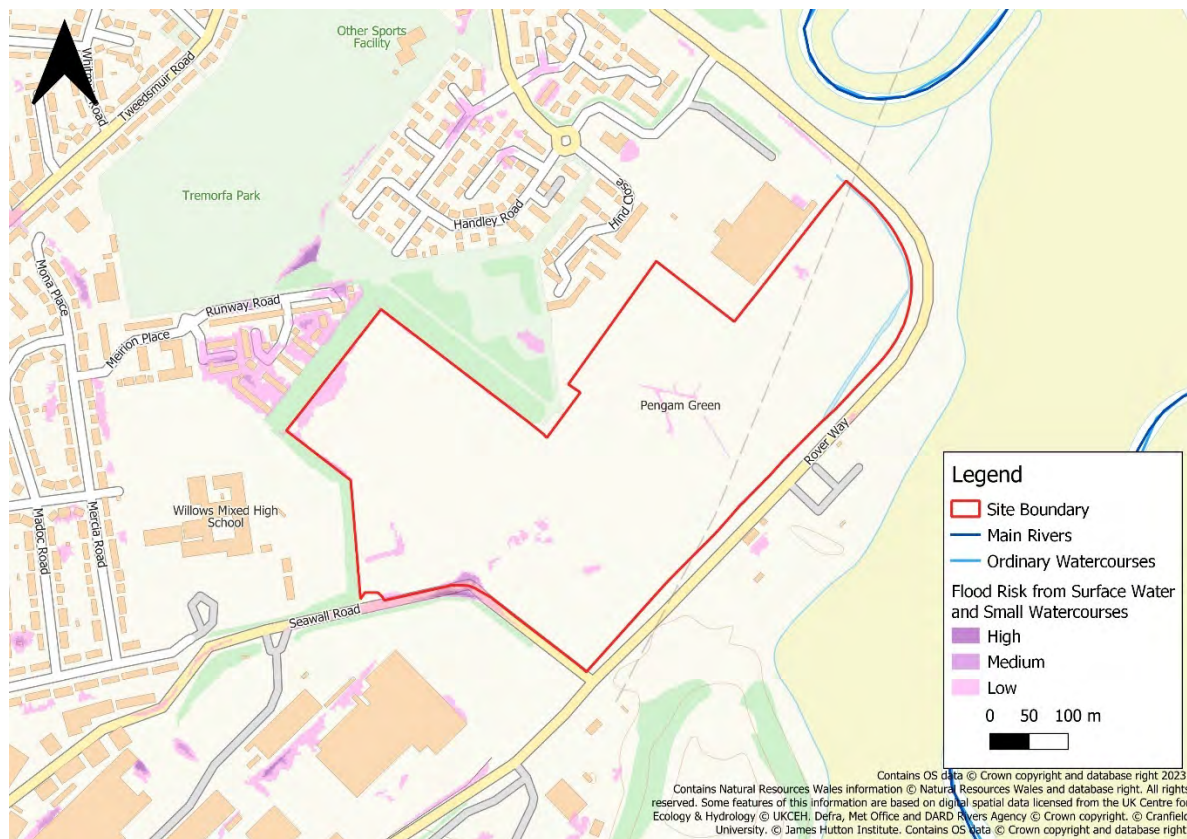 Other Sports
Facility
Tweedsmuir Road
Tremorfa Park
Handley Road
Hind Close
Mona Place
Runway Road
Meirion Place
Pengam Green
Rover Way
Willows Mixed High
School
Madoc Road
Mercia Road
Seawall Road
Legend
Site Boundary
Main Rivers
Ordinary Watercourses
Flood Risk from Surface Water
and Small Watercourses
High
Medium
Low
0 50 100 m
Contains OS data © Crown copyright and database right 2023
Contains Natural Resources Wales information © Natural Resources Wales and database right. All rights
reserved. Some features of this information are based on digital spatial data licensed from the UK Centre for
Ecology & Hydrology © UKCEH. Defra, Met Office and DARD Rivers Agency © Crown copyright. © Cranfield
University. © James Hutton Institute. Contains OS data © Crown copyright and database right